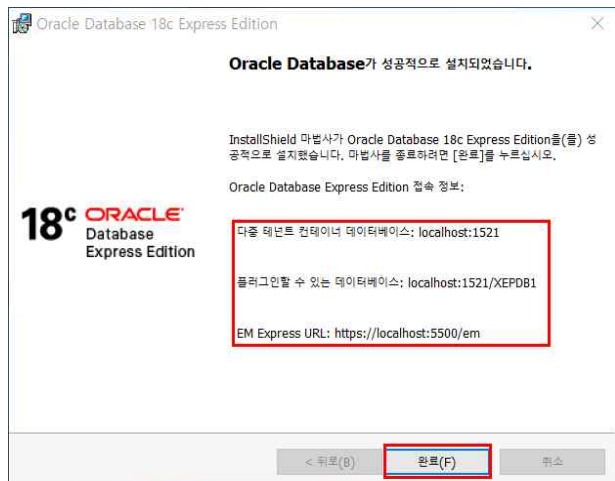 Oracle Database 18c Express Edition
Oracle Database가 성공적으로 설치되었습니다.
InstallShield 마법사가 Oracle Database 18c Express Edition을(를) 성
공적으로 설치했습니다. 마법사를 종료하려면 [완료]를 누르십시오.
Oracle Database Express Edition 접속 정보:
18c ORACLE
Database
Express Edition
다중 테넌트 컨테이너 데이터베이스: localhost:1521
플러그인할 수 있는 데이터베이스: localhost:1521/XEPDB1
EM Express URL: https://localhost:5500/em
< 뒤로(B)
완료(F)
취소